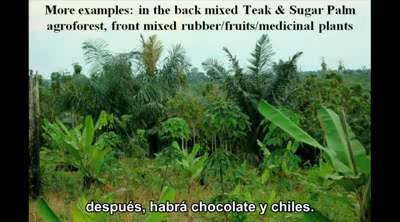 More examples: in the back mixed Teak & Sugar Palm
agroforest, front mixed rubber/fruits/medicinal plants
después, habrá chocolate y chiles.